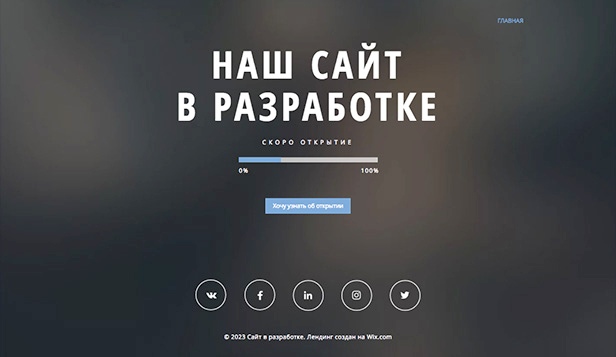 ГЛАВНАЯ
НАШ САЙТ
В РАЗРАБОТКЕ
СКОРО ОТКРЫТИЕ
0% 100%
Хочу узнать об открытии
© 2023 Сайт в разработке. Лендинг создан на Wix.com